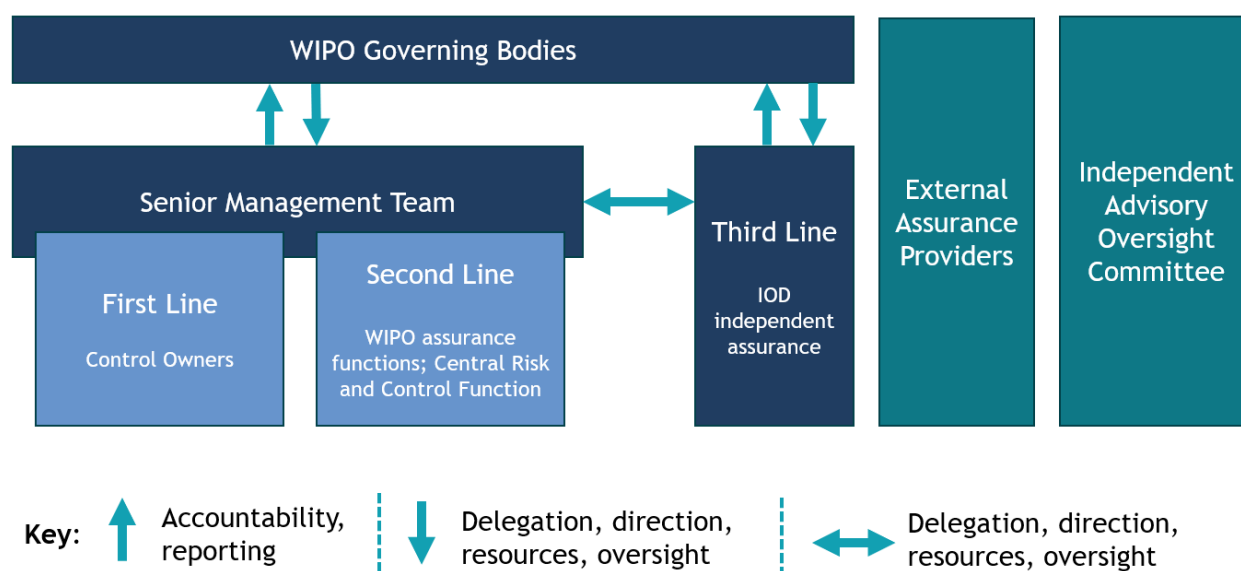 WIPO Governing Bodies
Senior Management Team
First Line
Control Owners
Second Line
WIPO assurance
functions; Central Risk
and Control Function
Third Line
IOD
independent
assurance
External
Assurance
Providers
Independent
Advisory
Oversight
Committee
Key:
Accountability,
reporting
Delegation, direction,
resources, oversight
Delegation, direction,
resources, oversight